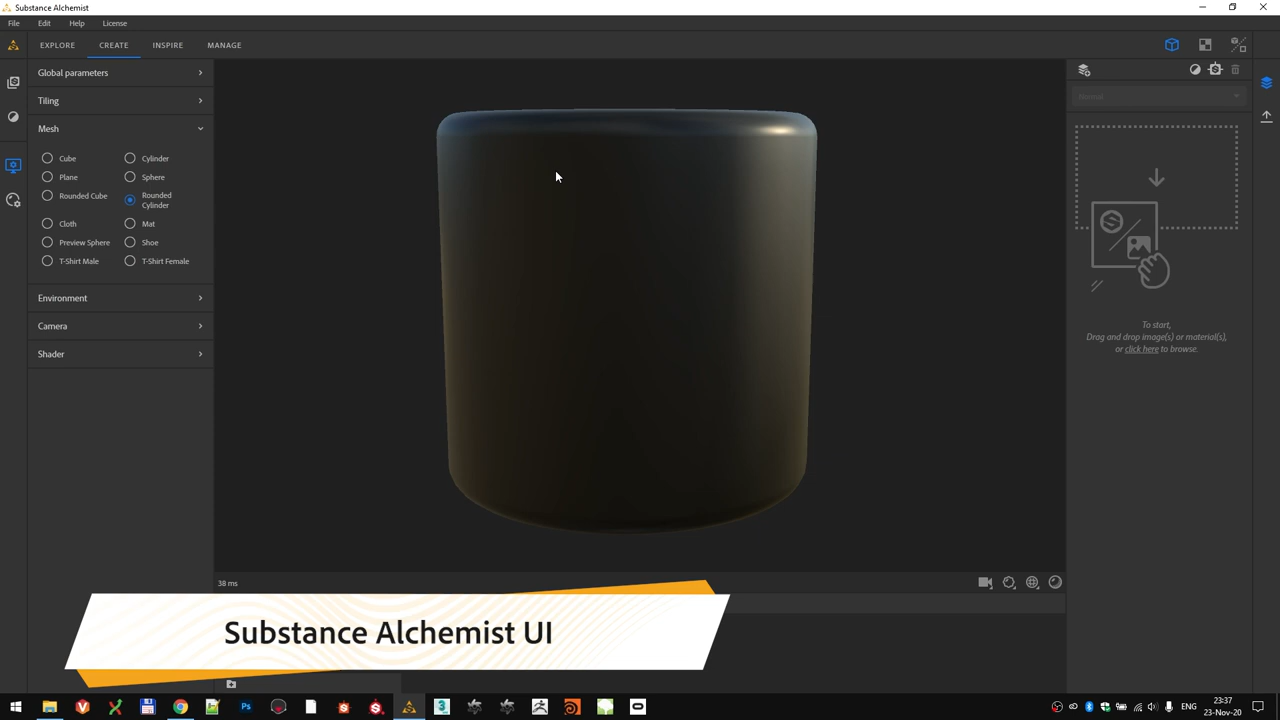 Substance Alchemist
File Edit Help License
EXPLORE CREATE INSPIRE MANAGE
Global parameters
Tiling
Mesh
Cube Cylinder
Plane Sphere
Rounded Cube Rounded
Cylinder
Cloth Mat
Preview Sphere Shoe
T-Shirt Male T-Shirt Female
Environment
Camera
Shader
Normal
To start,
Drag and drop image(s) or material(s),
or click here to browse.
38 ms
Substance Alchemist UI
ENG
23:37
23-Nov-20